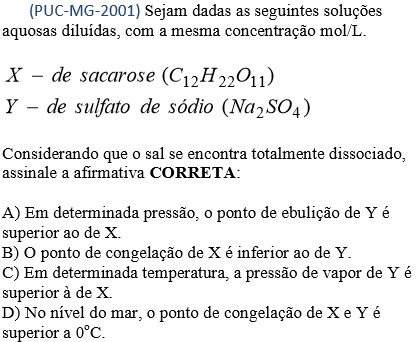 (PUC-MG-2001) Sejam dadas as seguintes soluções
aquosas diluídas, com a mesma concentração mol/L.
X – de sacarose (C₁₂H₂₂O₁₁)
Y – de sulfato de sódio (Na₂SO₄)
Considerando que o sal se encontra totalmente dissociado,
assinale a afirmativa CORRETA:
A) Em determinada pressão, o ponto de ebulição de Y é
superior ao de X.
B) O ponto de congelação de X é inferior ao de Y.
C) Em determinada temperatura, a pressão de vapor de Y é
superior à de X.
D) No nível do mar, o ponto de congelação de X e Y é
superior a 0°C.